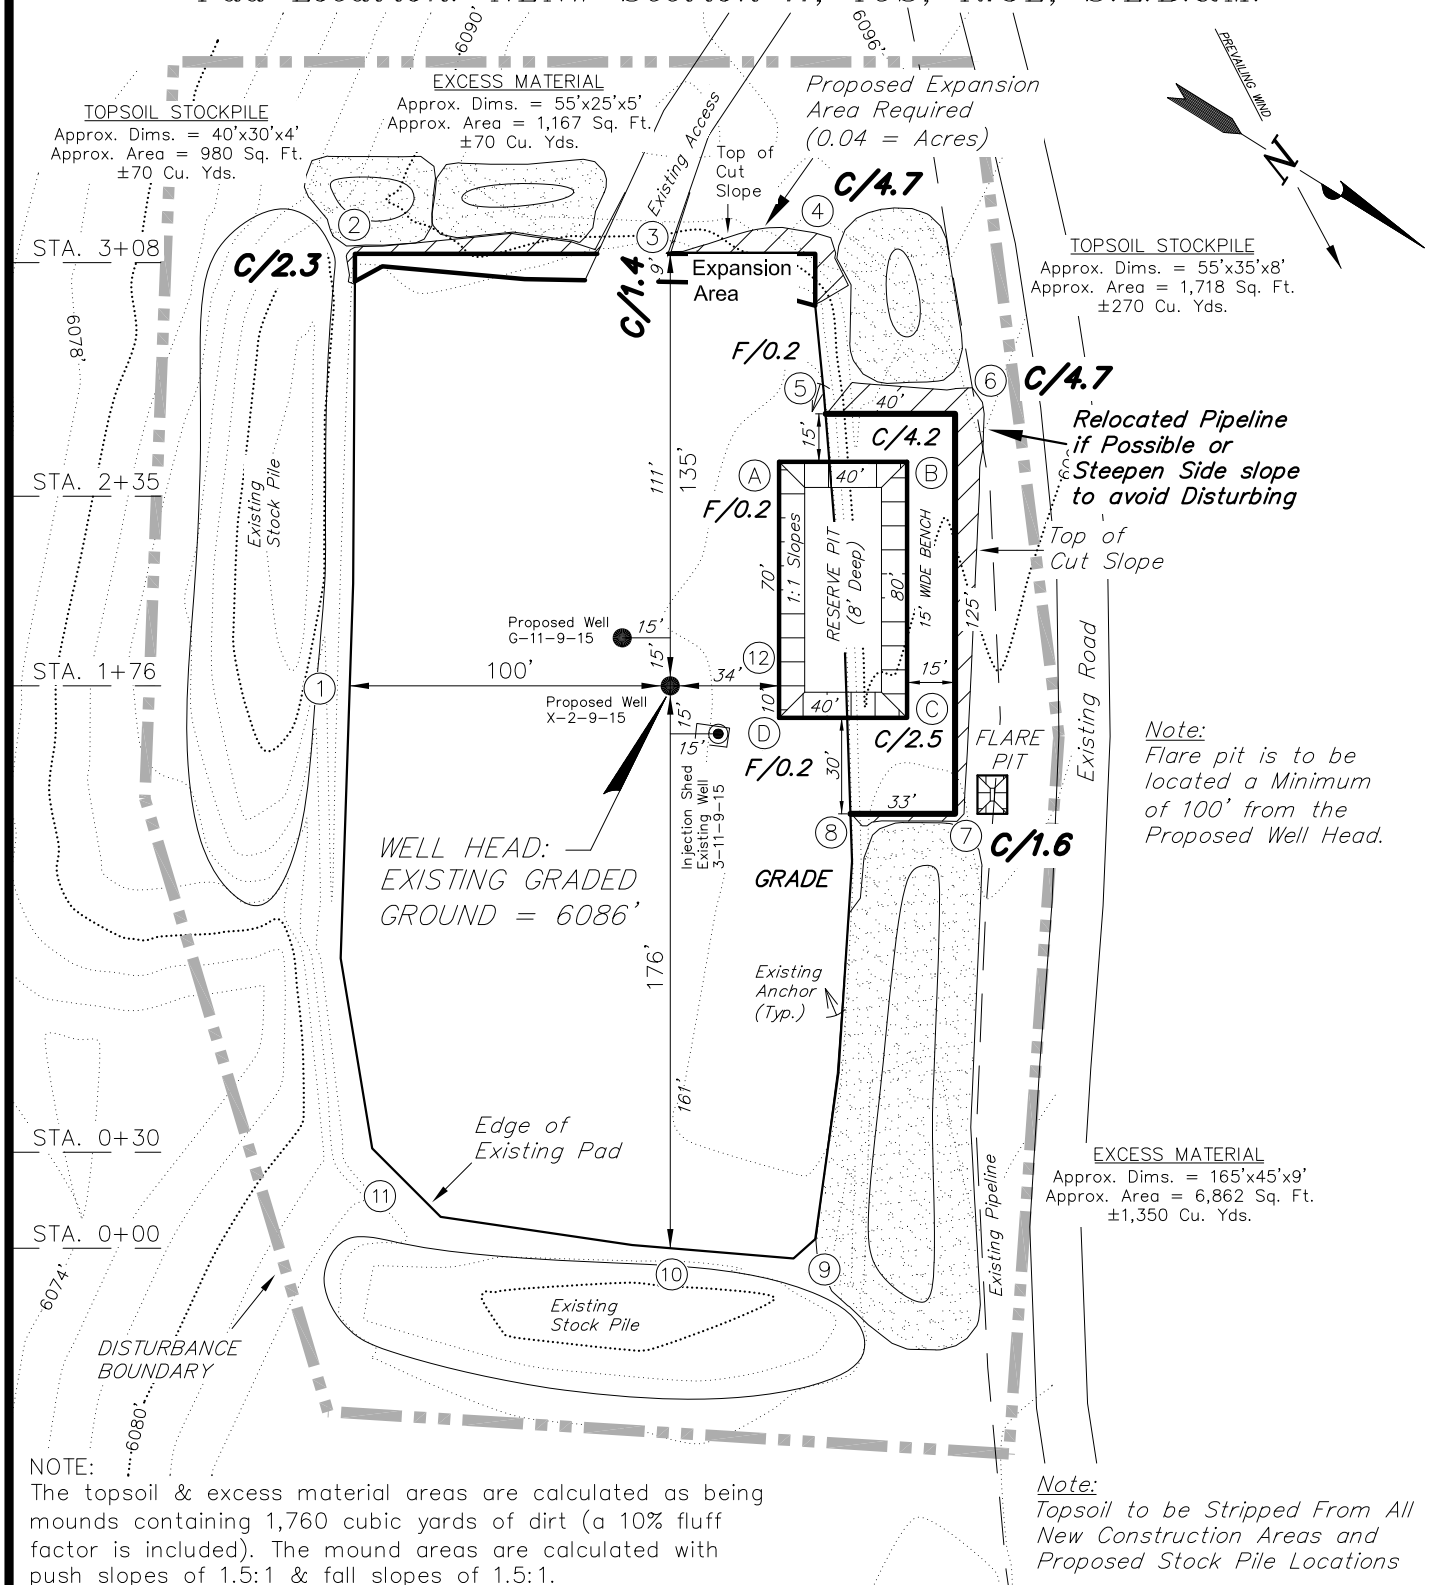 6090'
6096'
PREVAILING WIND
N
TOPSOIL STOCKPILE
Approx. Dims. = 40'x30'x4'
Approx. Area = 980 Sq. Ft.
±70 Cu. Yds.
EXCESS MATERIAL
Approx. Dims. = 55'x25'x5'
Approx. Area = 1,167 Sq. Ft.
±70 Cu. Yds.
Existing Access
Top of
Cut
Slope
Proposed Expansion
Area Required
(0.04 = Acres)
C/4.7
4
2
3
STA. 3+08
C/2.3
C/1.4
9'
Expansion
Area
TOPSOIL STOCKPILE
Approx. Dims. = 55'x35'x8'
Approx. Area = 1,718 Sq. Ft.
±270 Cu. Yds.
6078'
F/0.2
5
40'
6
C/4.7
15'
C/4.2
Relocated Pipeline
if Possible or
Steepen Side slope
to avoid Disturbing
STA. 2+35
Existing
Stock Pile
111'
135'
A
40'
B
F/0.2
Top of
Cut Slope
70'
1:1 Slopes
RESERVE PIT
(8' Deep)
80'
15' WIDE BENCH
125'
Proposed Well
G-11-9-15
15'
15'
12
STA. 1+76
1
100'
34'
15'
Proposed Well
X-2-9-15
10'
40'
C
15'
15'
D
C/2.5
F/0.2
30'
FLARE
PIT
Existing Road
Note:
Flare pit is to be
located a Minimum
of 100' from the
Proposed Well Head.
Injection Shed
Existing Well
3-11-9-15
33'
8
7
C/1.6
WELL HEAD:
EXISTING GRADED
GROUND = 6086'
GRADE
176'
Existing
Anchor
(Typ.)
161'
Edge of
Existing Pad
STA. 0+30
11
EXCESS MATERIAL
Approx. Dims. = 165'x45'x9'
Approx. Area = 6,862 Sq. Ft.
±1,350 Cu. Yds.
Existing Pipeline
STA. 0+00
10
9
6074'
Existing
Stock Pile
DISTURBANCE
BOUNDARY
6080'
NOTE:
The topsoil & excess material areas are calculated as being
mounds containing 1,760 cubic yards of dirt (a 10% fluff
factor is included). The mound areas are calculated with
push slopes of 1.5:1 & fall slopes of 1.5:1.
Note:
Topsoil to be Stripped From All
New Construction Areas and
Proposed Stock Pile Locations